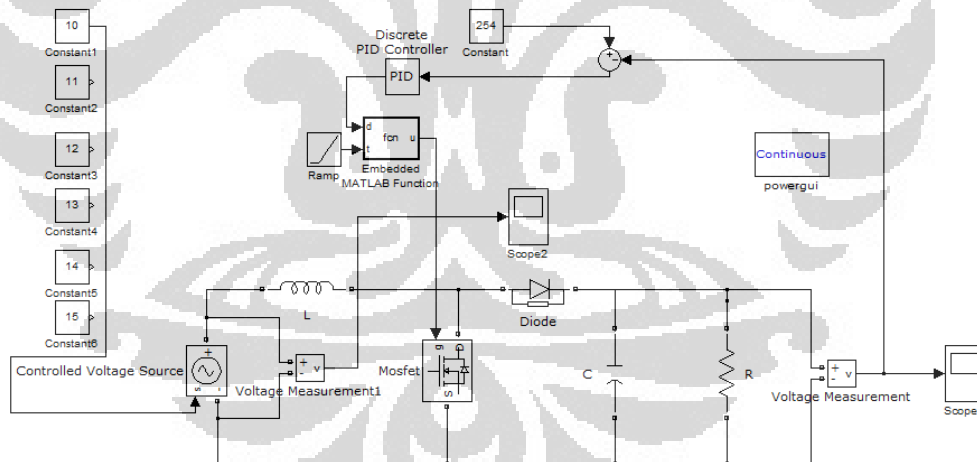 10
Constant1
11
Constant2
12
Constant3
13
Constant4
14
Constant5
15
Constant6
Discrete
PID Controller
PID
254
Constant
+
-
d
t
fcn
u
Embedded
MATLAB Function
Ramp
Continuous
powergui
Scope2
L
Diode
+
-
s
Controlled Voltage Source
+
-
v
Voltage Measurement1
Mosfet
g
D
S
C
R
+
-
v
Voltage Measurement
Scope